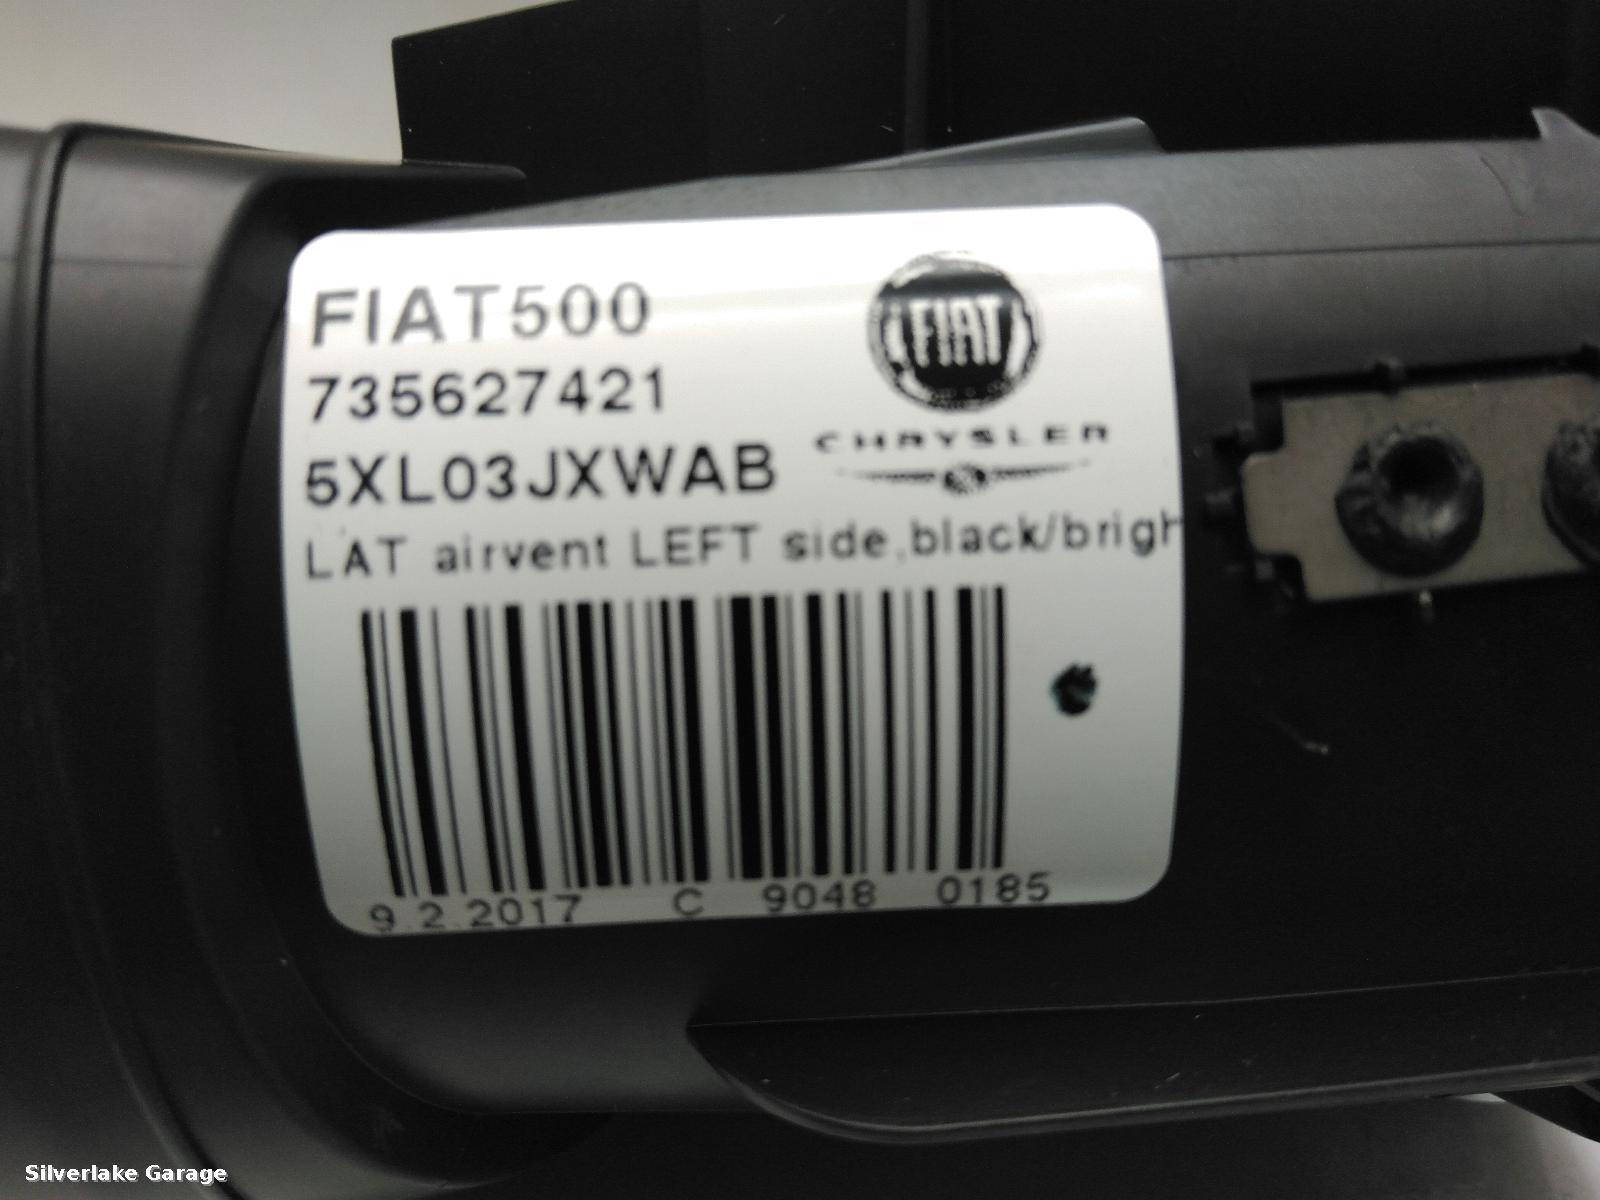 FIAT500
FIAT
735627421
CHRYSLER
5XL03JXWAB
LAT airvent LEFT side,black/brigh
9.2.2017 C 9048 0185
Silverlake Garage